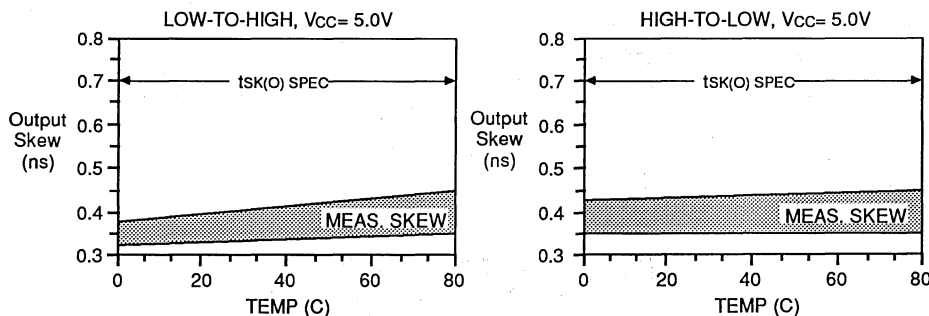 LOW-TO-HIGH, VCC= 5.0V
0.8
0.7
0.6
0.5
0.4
0.3
Output
Skew
(ns)
tSK(O) SPEC
MEAS. SKEW
0 20 40 60 80
TEMP (C)
HIGH-TO-LOW, VCC= 5.0V
0.8
0.7
0.6
0.5
0.4
0.3
Output
Skew
(ns)
tSK(O) SPEC
MEAS. SKEW
0 20 40 60 80
TEMP (C)